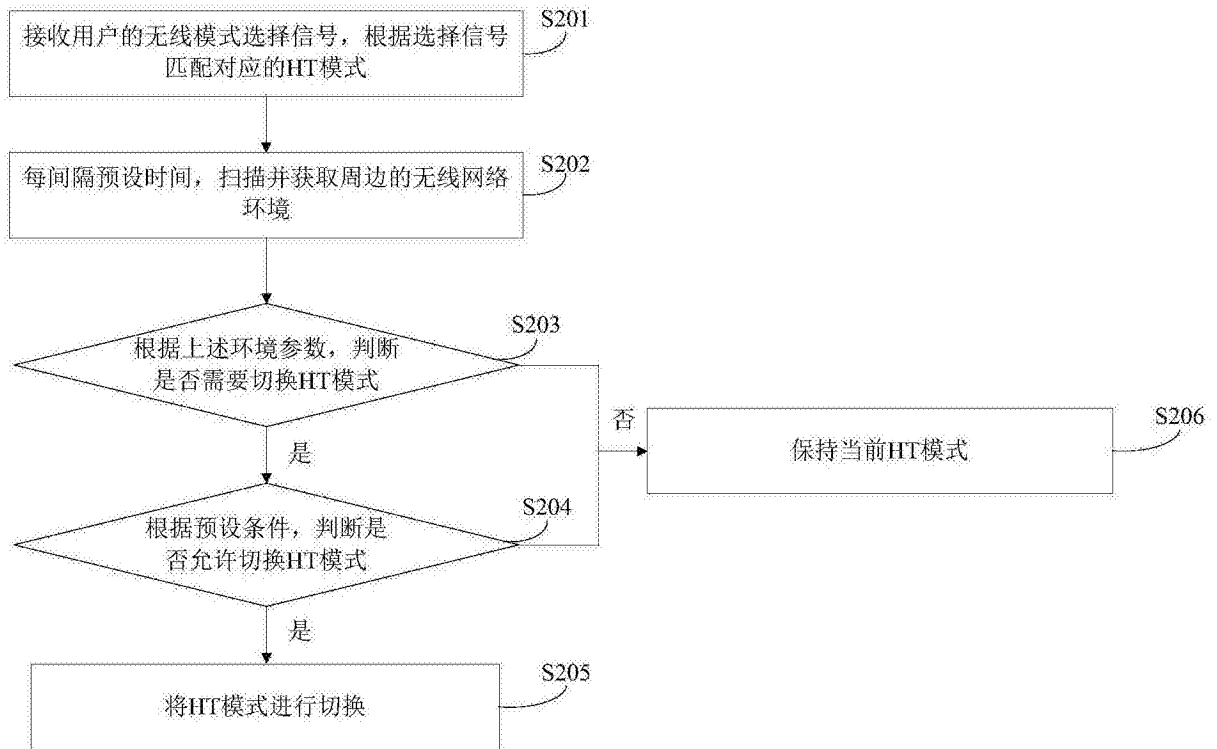 S201
接收用户的无线模式选择信号，根据选择信号
匹配对应的HT模式
S202
每间隔预设时间，扫描并获取周边的无线网络
环境
S203
根据上述环境参数，判断
是否需要切换HT模式
否
S206
保持当前HT模式
是
S204
根据预设条件，判断是
否允许切换HT模式
是
S205
将HT模式进行切换